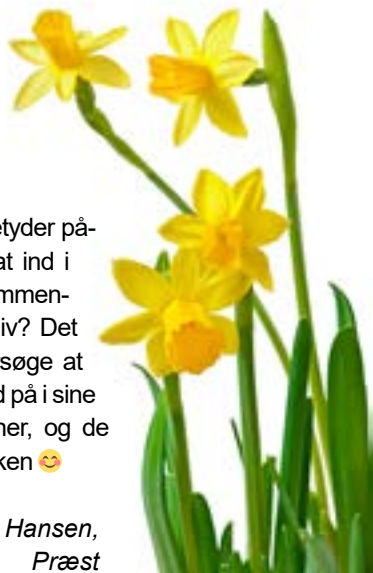 etyder på-
at ind i
mmen-
iv? Det
søge at
d på i sine
ner, og de
ken 😊
Hansen,
Præst